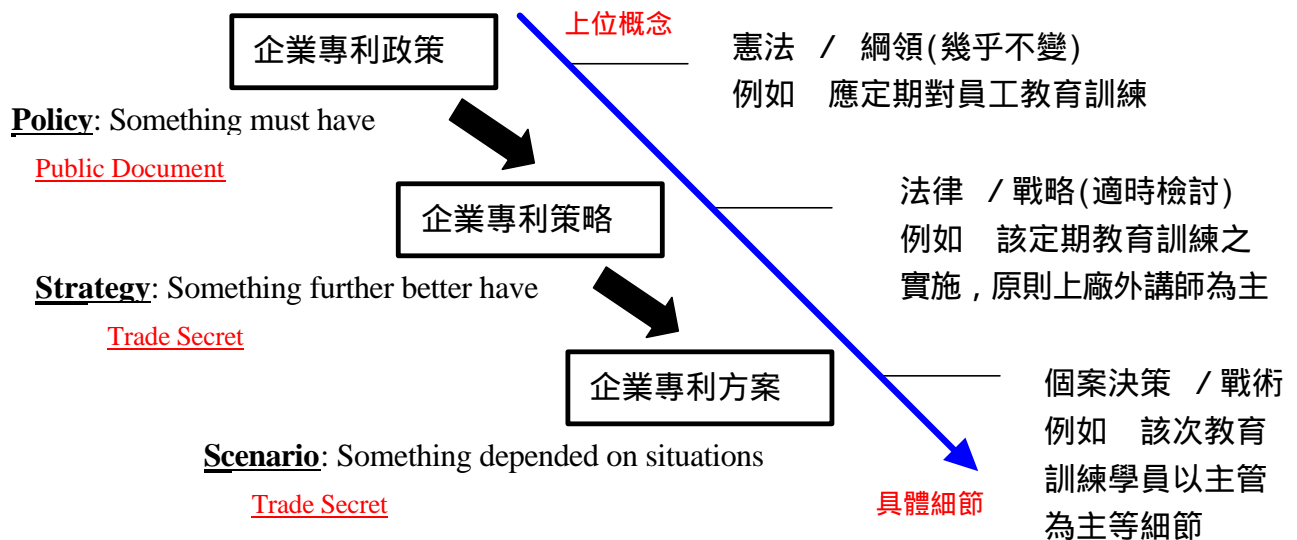 上位概念
企業專利政策
憲法 / 綱領(幾乎不變)
例如 應定期對員工教育訓練
Policy: Something must have
Public Document
企業專利策略
法律 / 戰略(適時檢討)
例如 該定期教育訓練之
實施，原則上廠外講師為主
Strategy: Something further better have
Trade Secret
企業專利方案
個案決策 / 戰術
例如 該次教育
訓練學員以主管
為主等細節
Scenario: Something depended on situations
Trade Secret
具體細節